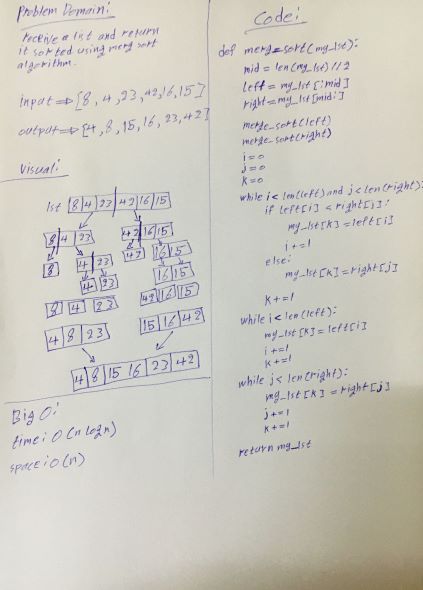 Problem Domain:
receive a lst and return
it sorted using merg sort
algorithm.
input => [8, 4, 23, 42, 16, 15]
output => [4, 8, 15, 16, 23, 42]
Visual:
lst [8|4|23|42|16|15]
8|4|23 42|16|15
8 4|23 42 16|15
4 23 16|15
8 4 23 42|16|15
4|8|23 15|16|42
4|8|15|16|23|42
Big O:
time: O(n log n)
space: O(n)
Code:
def merge-sort(my_lst):
mid = len(my_lst)//2
left = my_lst[:mid]
right = my_lst[mid:]
merge_sort(left)
merge_sort(right)
i=0
j=0
k=0
while i < len(left) and j < len(right):
if left[i] < right[j]:
my_lst[k] = left[i]
i+=1
else:
my_lst[k] = right[j]
k+=1
while i < len(left):
my_lst[k] = left[i]
i+=1
k+=1
while j < len(right):
my_lst[k] = right[j]
j+=1
k+=1
return my_lst